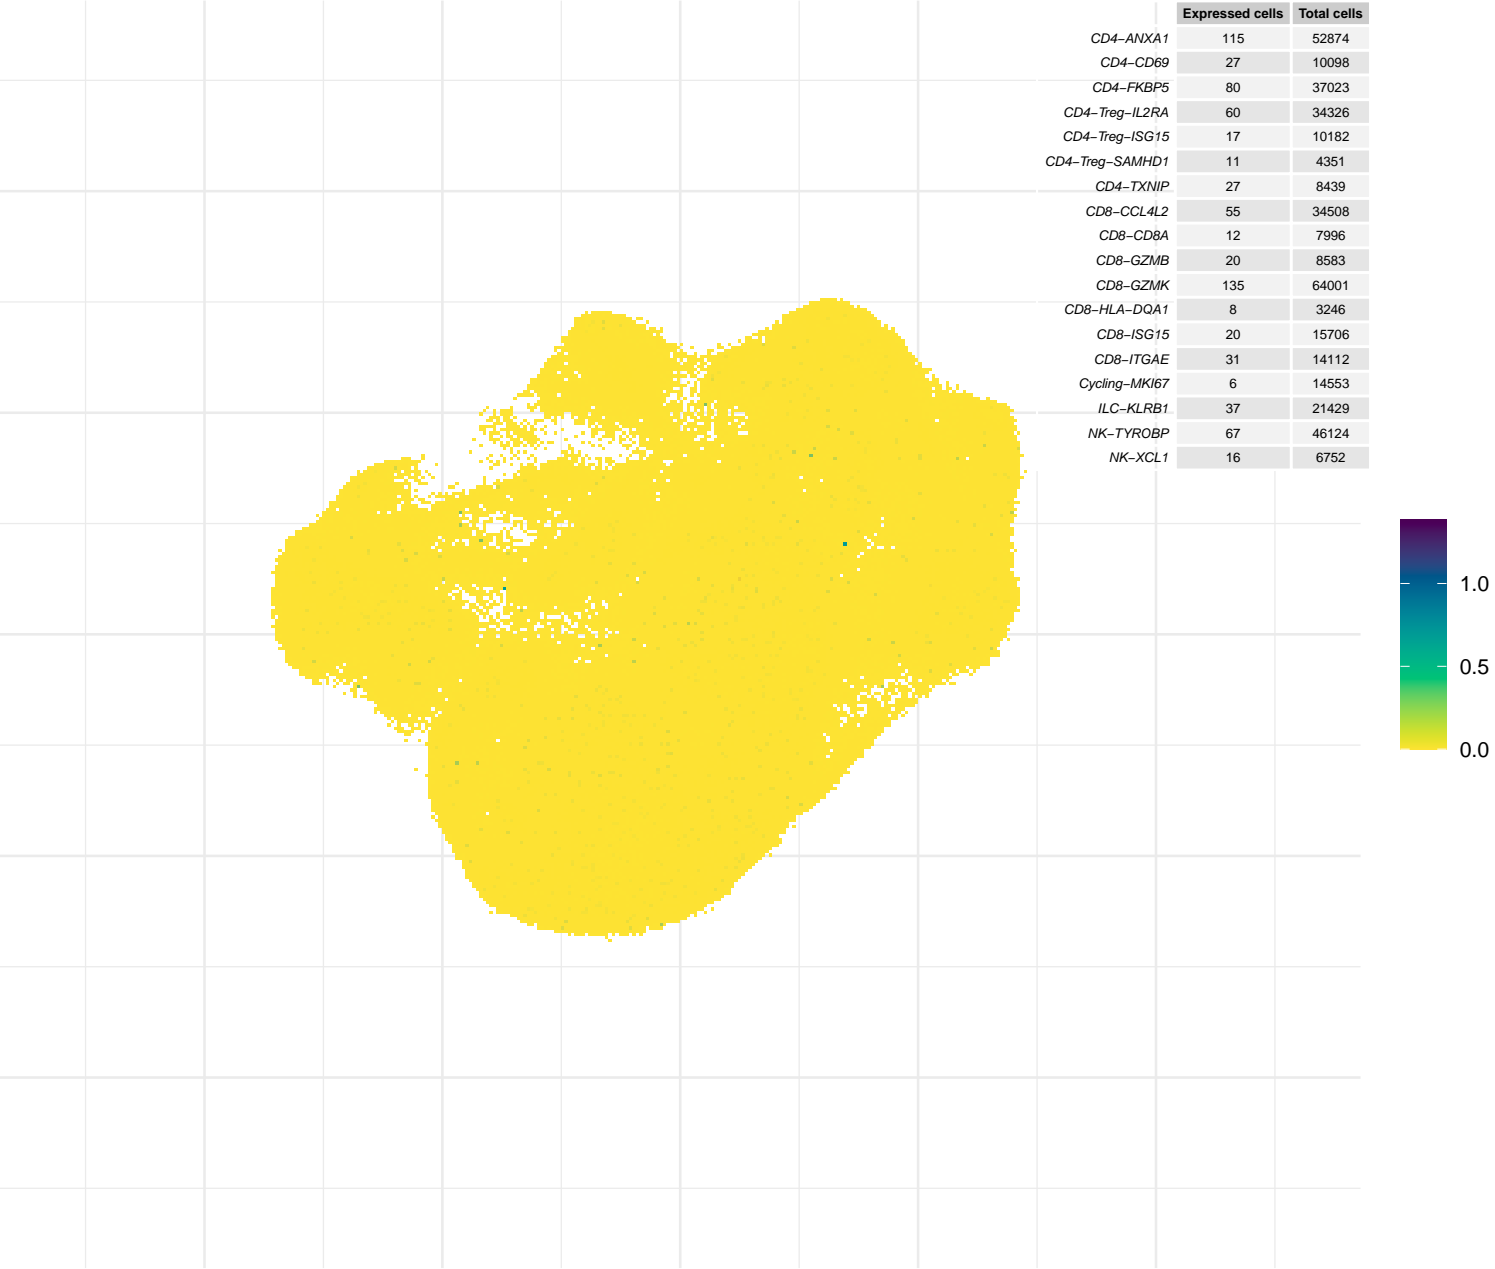 Expressed cells Total cells
CD4−ANXA1 115 52874
CD4−CD69 27 10098
CD4−FKBP5 80 37023
CD4−Treg−IL2RA 60 34326
CD4−Treg−ISG15 17 10182
CD4−Treg−SAMHD1 11 4351
CD4−TXNIP 27 8439
CD8−CCL4L2 55 34508
CD8−CD8A 12 7996
CD8−GZMB 20 8583
CD8−GZMK 135 64001
CD8−HLA−DQA1 8 3246
CD8−ISG15 20 15706
CD8−ITGAE 31 14112
Cycling−MKI67 6 14553
ILC−KLRB1 37 21429
NK−TYROBP 67 46124
NK−XCL1 16 6752
1.0
0.5
0.0